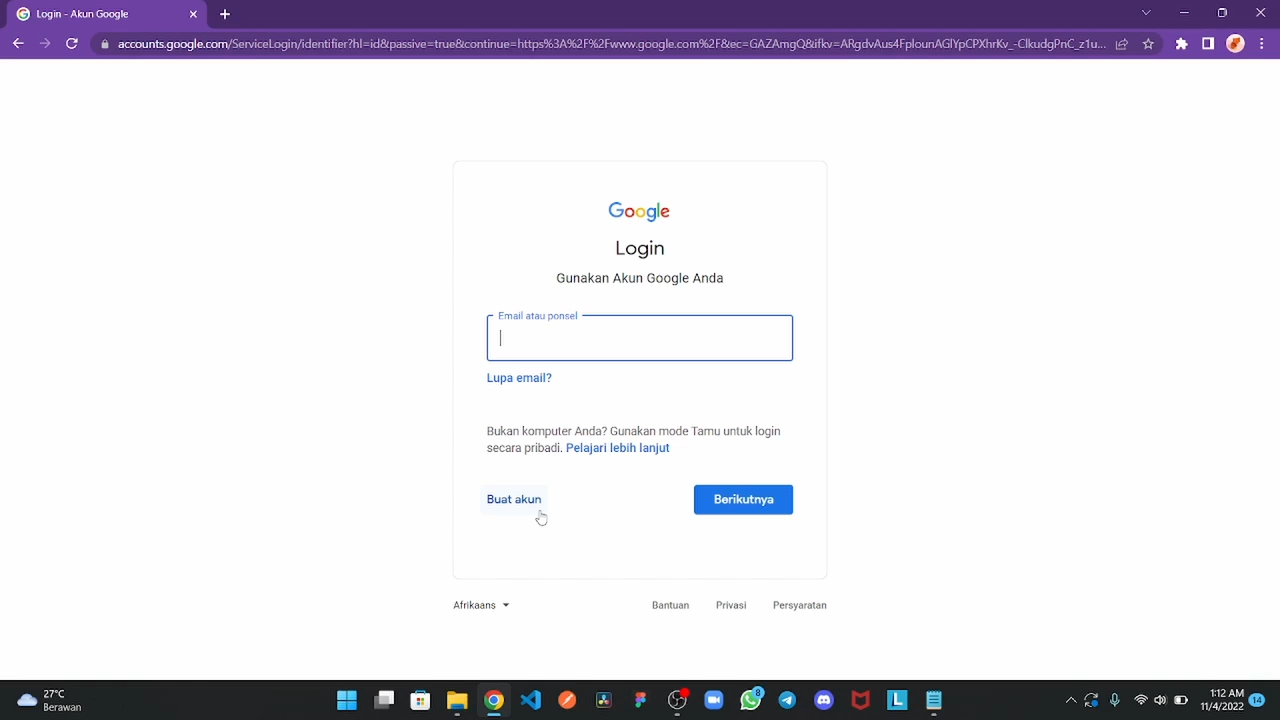 Login - Akun Google
accounts.google.com/ServiceLogin/identifier?hl=id&passive=true&continue=https%3A%2F%2Fwww.google.com%2F&ec=GAZAmgQ&ifkv=ARgdvAus4FplounAGlYpCPXhrKv_-ClkudgPnC_z1u...
Google
Login
Gunakan Akun Google Anda
Email atau ponsel
Lupa email?
Bukan komputer Anda? Gunakan mode Tamu untuk login
secara pribadi. Pelajari lebih lanjut
Buat akun
Berikutnya
Afrikaans
Bantuan
Privasi
Persyaratan
27°C
Berawan
8
L
1:12 AM
11/4/2022
14